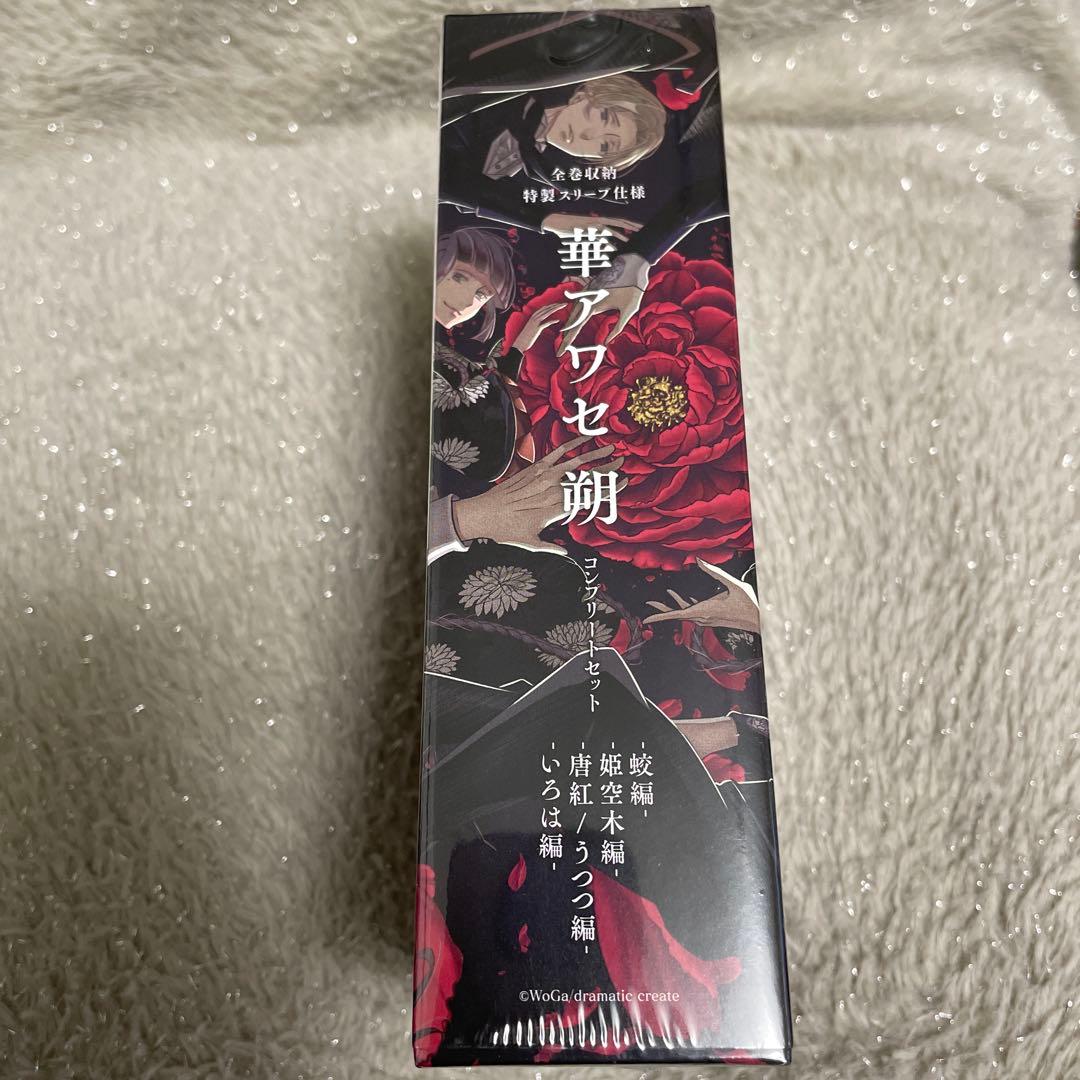 全巻収納
特製スリーブ仕様
華アワセ 朔
コンプリートセット
-蛟編-
-姫空木編-
-唐紅/うつつ編-
-いろは編-
©WoGa/dramatic create